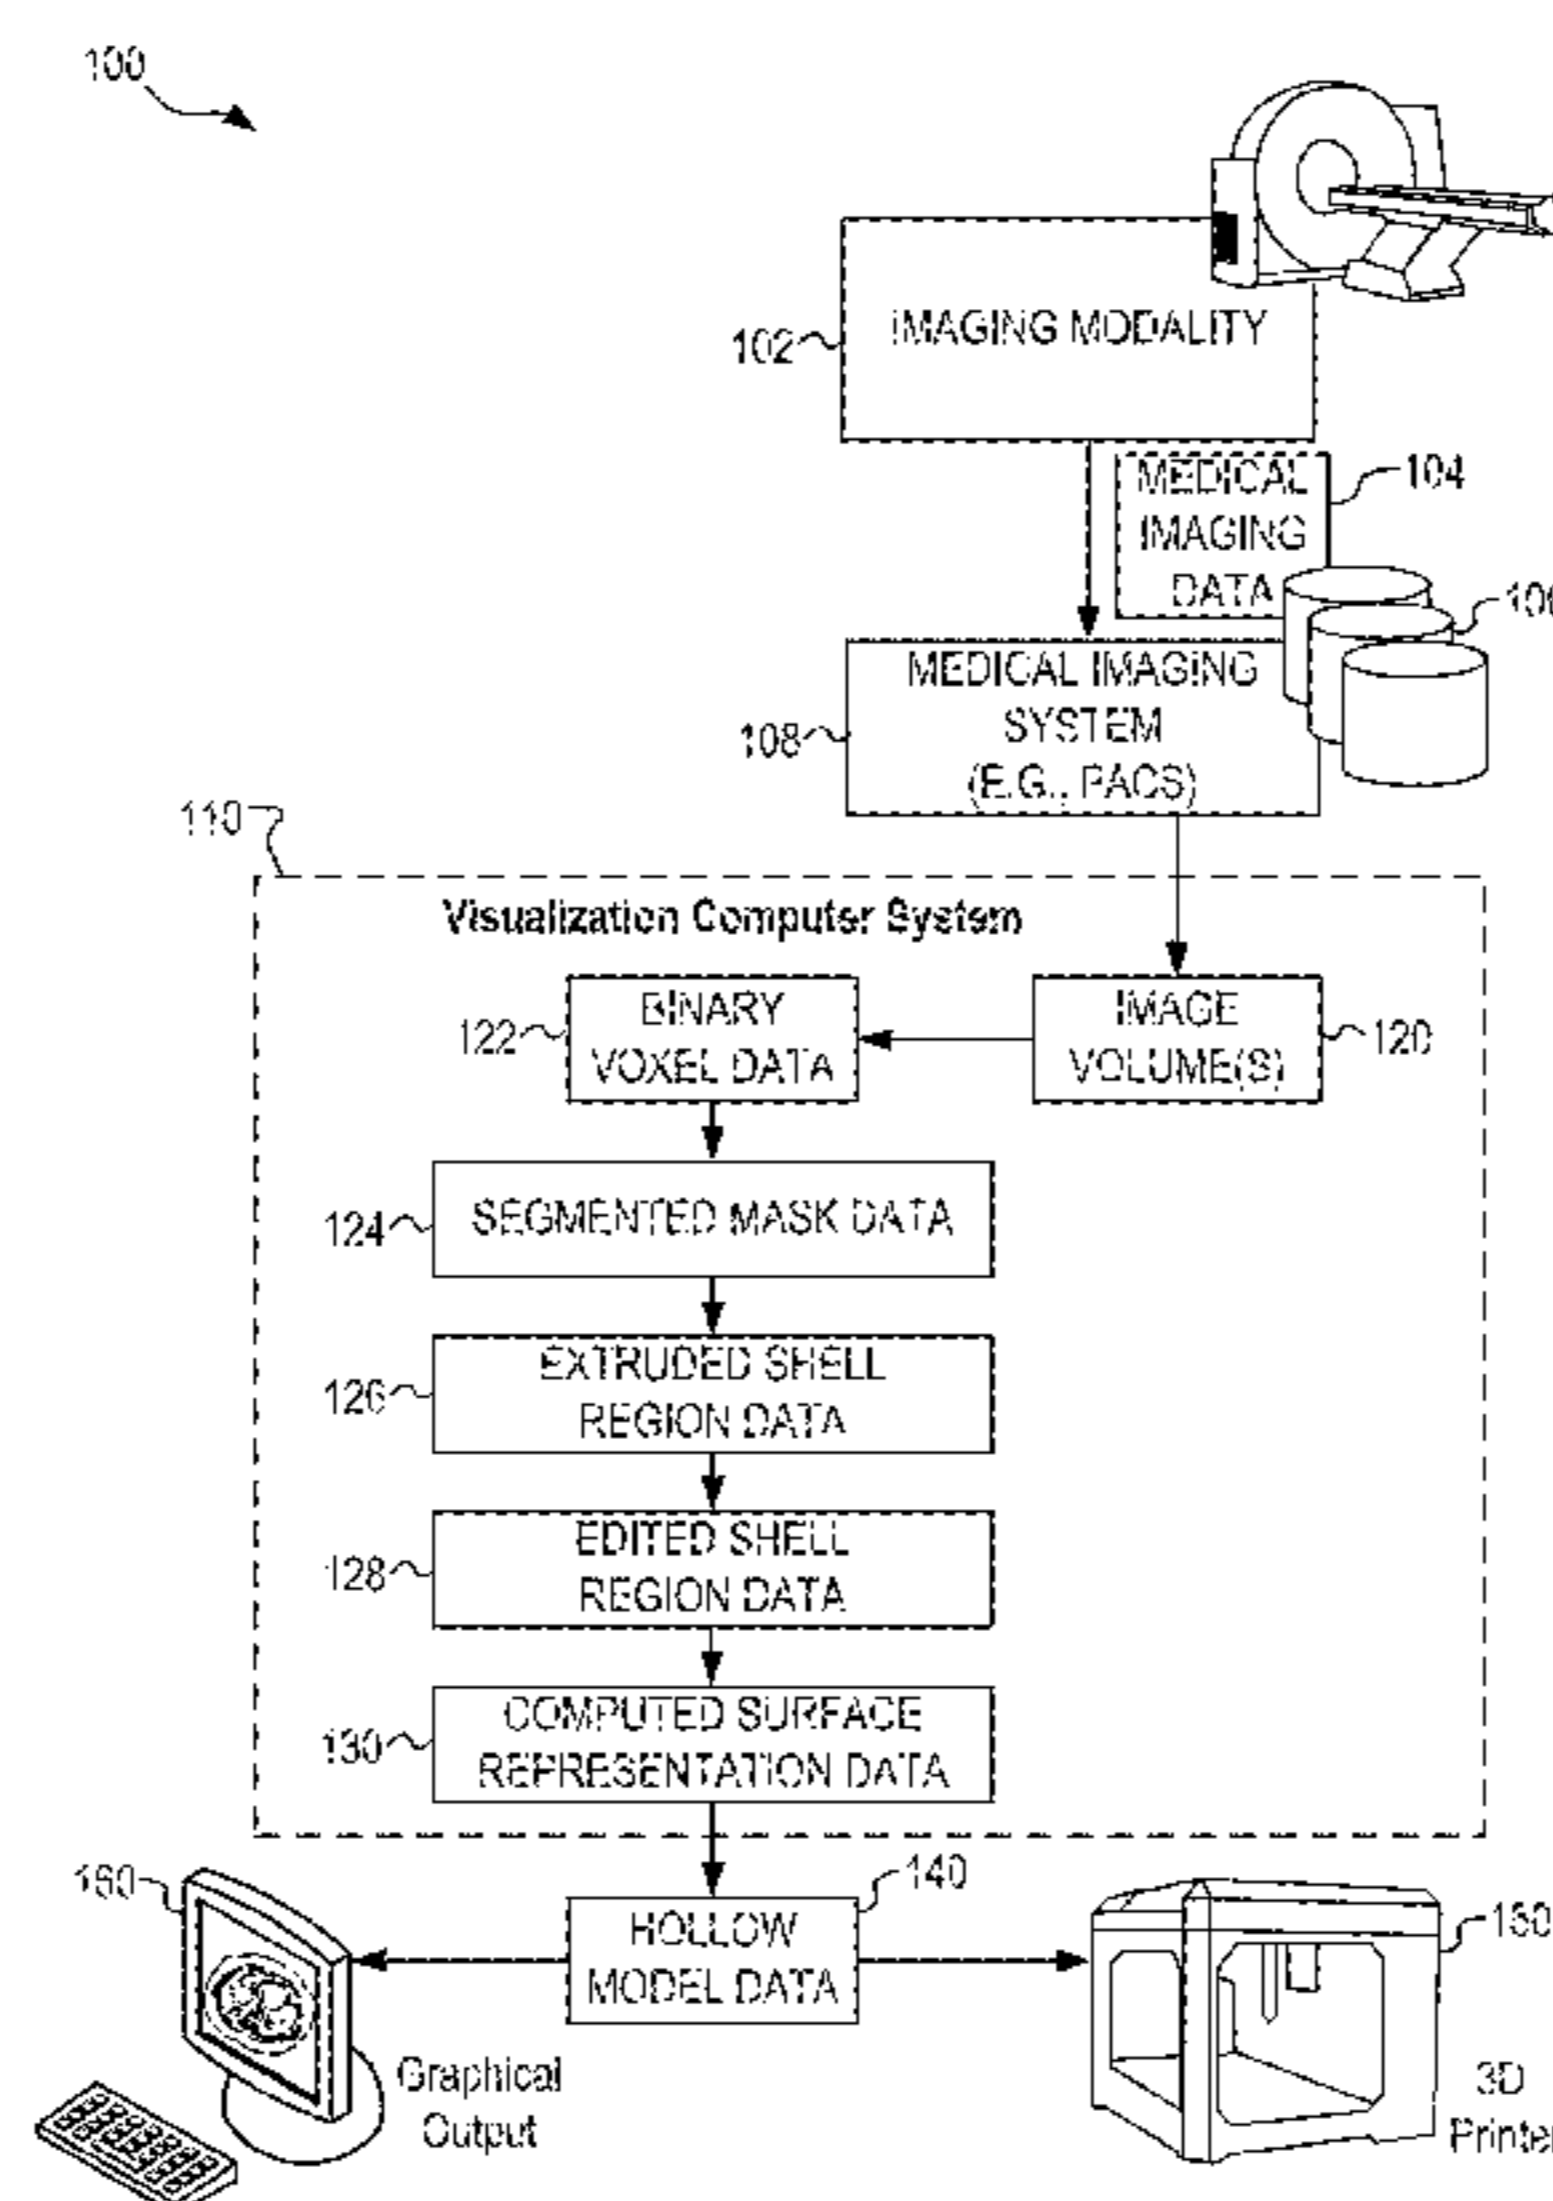 100
IMAGING MODALITY
102
MEDICAL
IMAGING
DATA
104
MEDICAL IMAGING
SYSTEM
(E.G., PACS)
108
110
Visualization Computer System
BINARY
VOXEL DATA
122
IMAGE
VOLUME(S)
120
SEGMENTED MASK DATA
124
EXTRUDED SHELL
REGION DATA
126
EDITED SHELL
REGION DATA
128
COMPUTED SURFACE
REPRESENTATION DATA
130
140
HOLLOW
MODEL DATA
Graphical
Output
3D
Printer